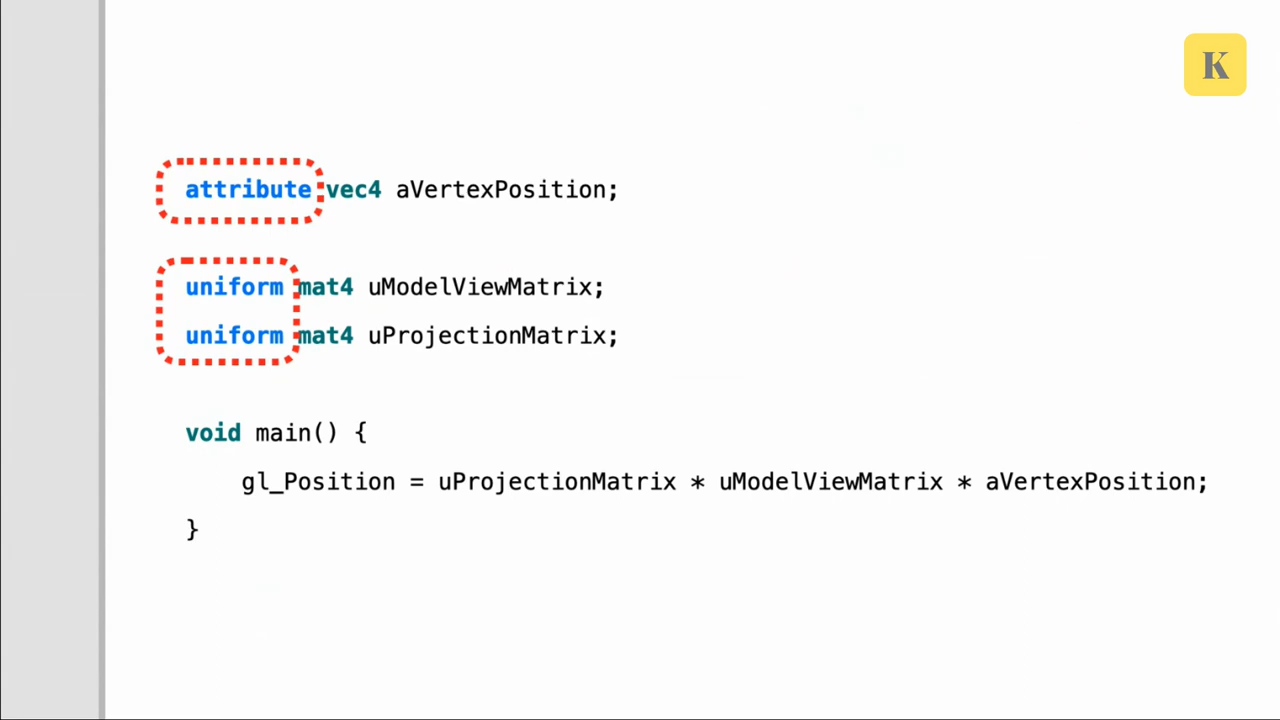 K
attribute vec4 aVertexPosition;
uniform mat4 uModelViewMatrix;
uniform mat4 uProjectionMatrix;
void main() {
gl_Position = uProjectionMatrix * uModelViewMatrix * aVertexPosition;
}